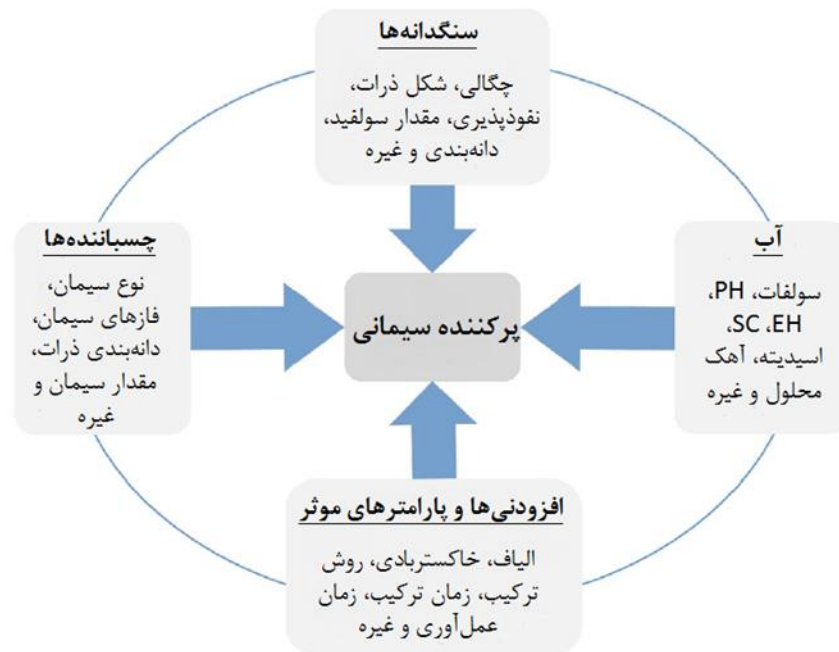 سنگدانه‌ها
چگالی، شکل ذرات،
نفوذپذیری، مقدار سولفید،
دانه‌بندی و غیره
آب
سولفات، PH،
SC ،EH،
اسیدیته، آهک
محلول و غیره
چسباننده‌ها
نوع سیمان،
فازهای سیمان،
دانه‌بندی ذرات،
مقدار سیمان و
غیره
پرکننده سیمانی
افزودنی‌ها و پارامترهای موثر
الیاف، خاکستربادی، روش
ترکیب، زمان ترکیب، زمان
عمل‌آوری و غیره